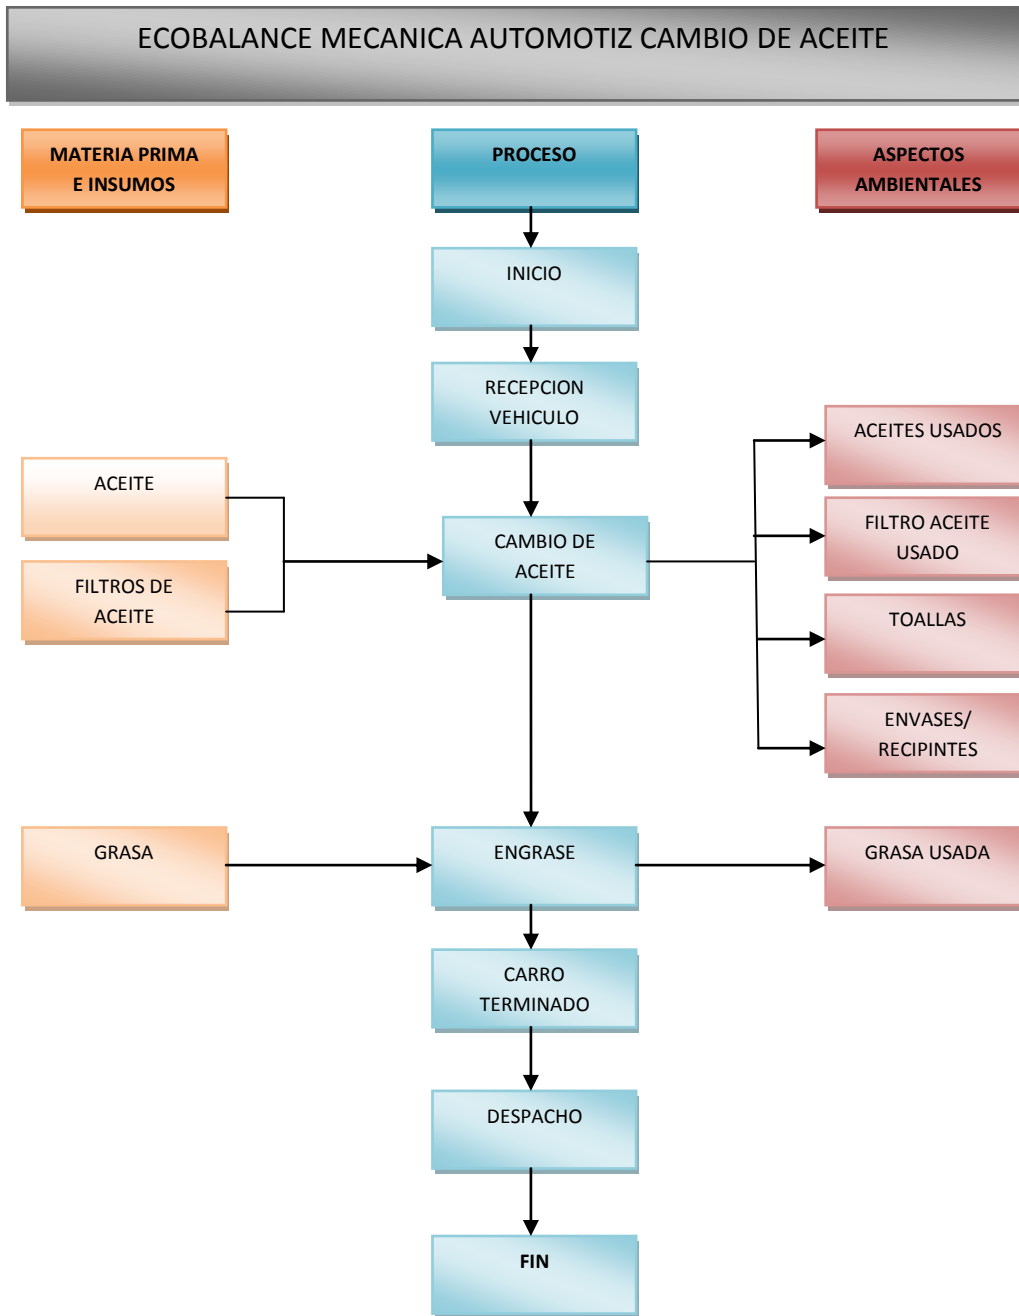 ECOBALANCE MECANICA AUTOMOTIZ CAMBIO DE ACEITE
MATERIA PRIMA
E INSUMOS
PROCESO
ASPECTOS
AMBIENTALES
INICIO
RECEPCION
VEHICULO
ACEITE
FILTROS DE
ACEITE
CAMBIO DE
ACEITE
ACEITES USADOS
FILTRO ACEITE
USADO
TOALLAS
ENVASES/
RECIPINTES
GRASA
ENGRASE
GRASA USADA
CARRO
TERMINADO
DESPACHO
FIN